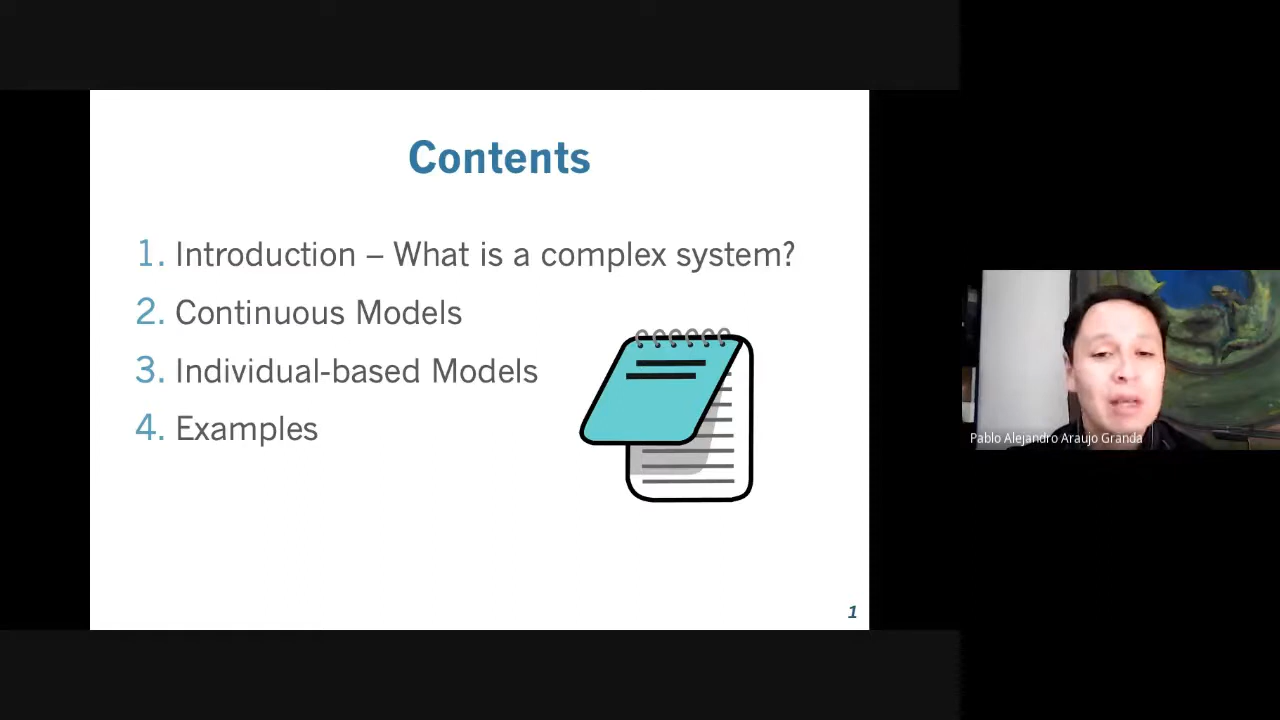 Contents
1. Introduction – What is a complex system?
2. Continuous Models
3. Individual-based Models
4. Examples
1
Pablo Alejandro Araujo Granda